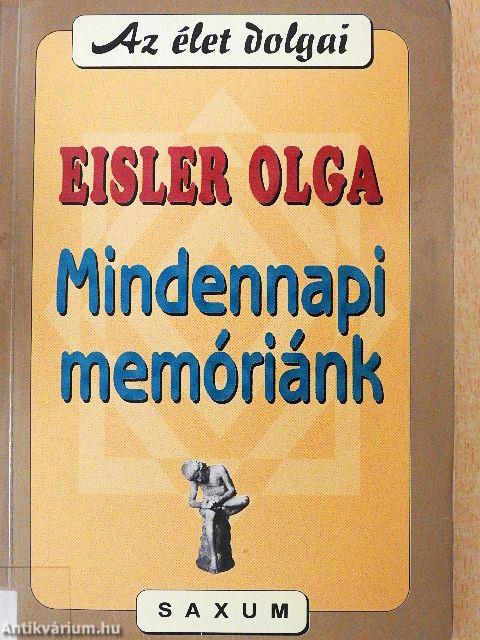 Az élet dolgai
EISLER OLGA
Mindennapi
memóriánk
SAXUM
Antikvárium.hu